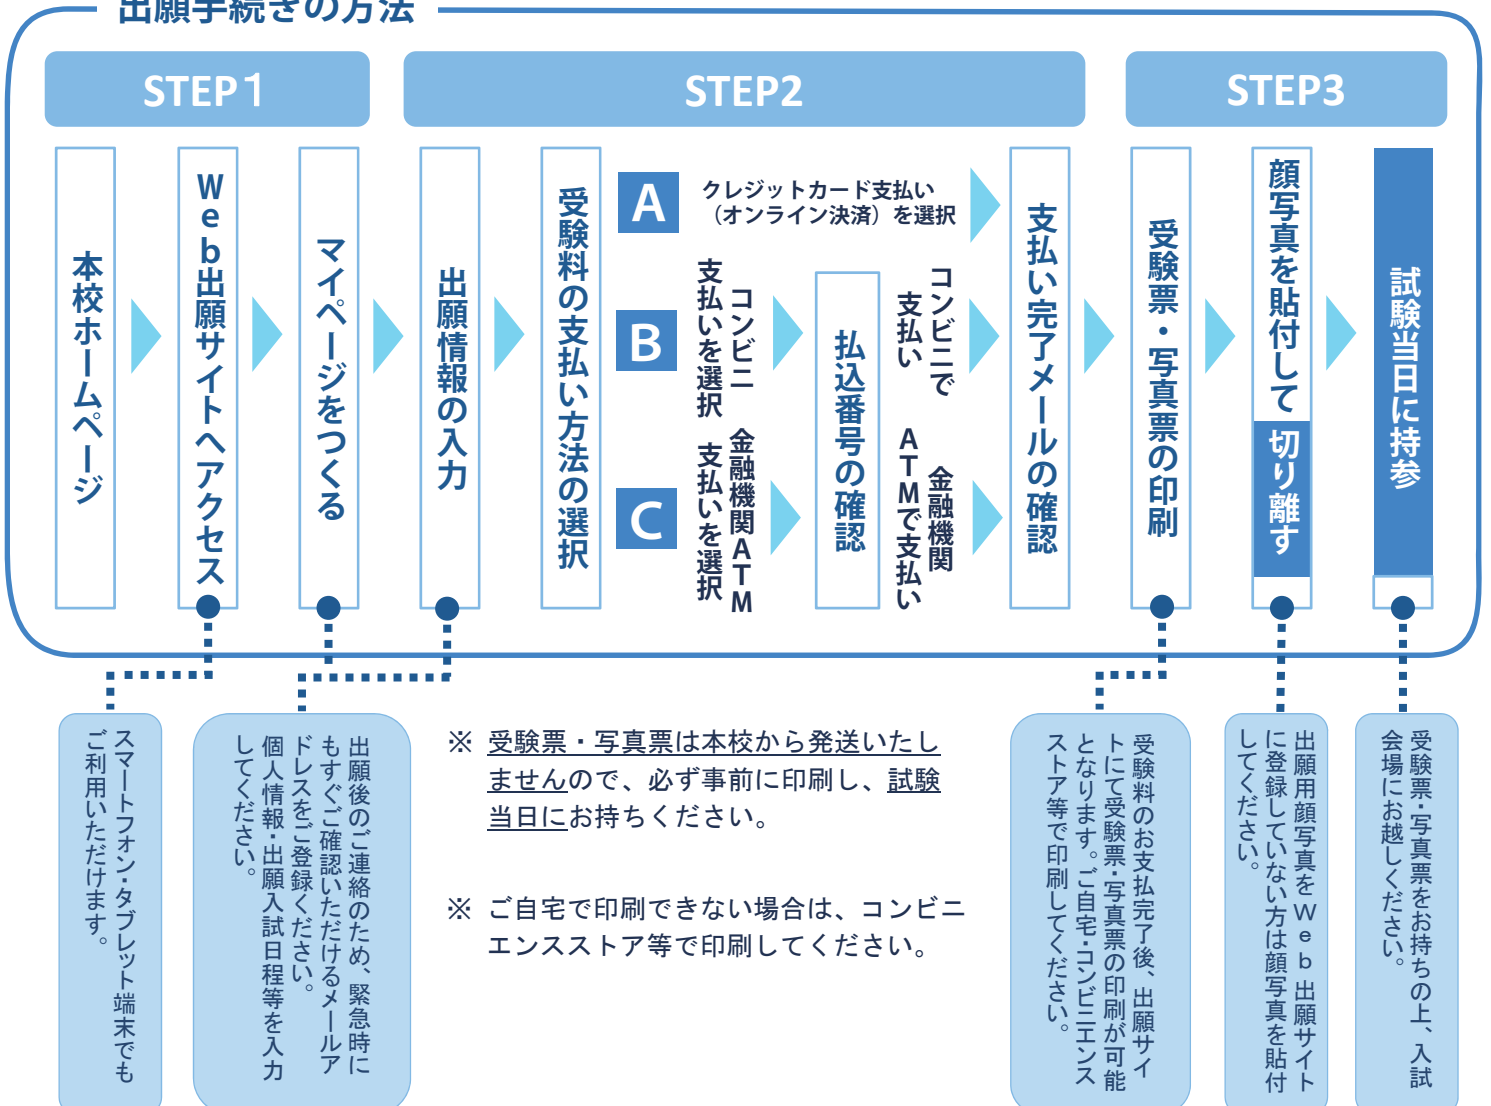 出願手続きの方法
STEP1
STEP2
STEP3
本校ホームページ
Web出願サイトへアクセス
マイページをつくる
出願情報の入力
受験料の支払い方法の選択
A
クレジットカード支払い
（オンライン決済）を選択
B
コンビニ
支払いを選択
C
金融機関ATM
支払いを選択
払込番号の確認
コンビニで
支払い
金融機関
ATMで支払い
支払い完了メールの確認
受験票・写真票の印刷
顔写真を貼付して
切り離す
試験当日に持参
スマートフォン・タブレット端末でも
ご利用いただけます。
出願後のご連絡のため、緊急時に
もすぐご確認いただけるメールア
ドレスをご登録ください。
個人情報・出願入試日程等を入力
してください。
※ 受験票・写真票は本校から発送いたし
ませんので、必ず事前に印刷し、試験
当日にお持ちください。
※ ご自宅で印刷できない場合は、コンビニ
エンスストア等で印刷してください。
受験料のお支払完了後、出願サイ
トにて受験票・写真票の印刷が可能
となります。ご自宅・コンビニエンス
ストア等で印刷してください。
出願用顔写真をWeb出願サイト
に登録していない方は顔写真を貼付
してください。
受験票・写真票をお持ちの上、入試
会場にお越しください。